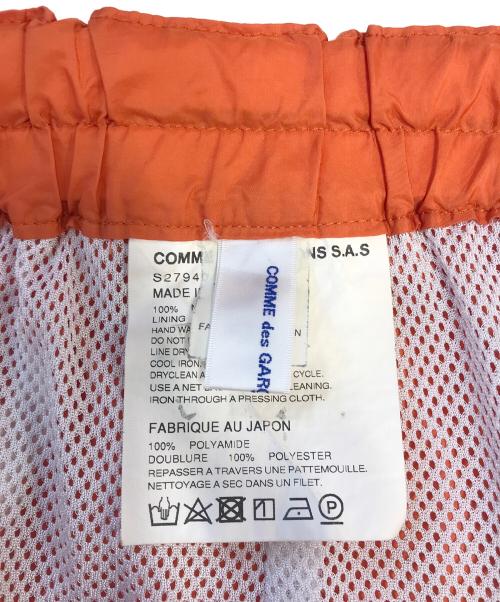 COMM NS S.A.S
S2794
MADE I
100%
LINING
HAND WA
DO NOT
LINE DRY
COOL IRON,
DRYCLEAN A CYCLE.
USE A NET LEANING.
IRON THROUGH A PRESSING CLOTH.
FABRIQUE AU JAPON
100% POLYAMIDE
DOUBLURE 100% POLYESTER
REPASSER A TRAVERS UNE PATTEMOUILLE.
NETTOYAGE A SEC DANS UN FILET.
COMME des GAR
FA
N
1
P